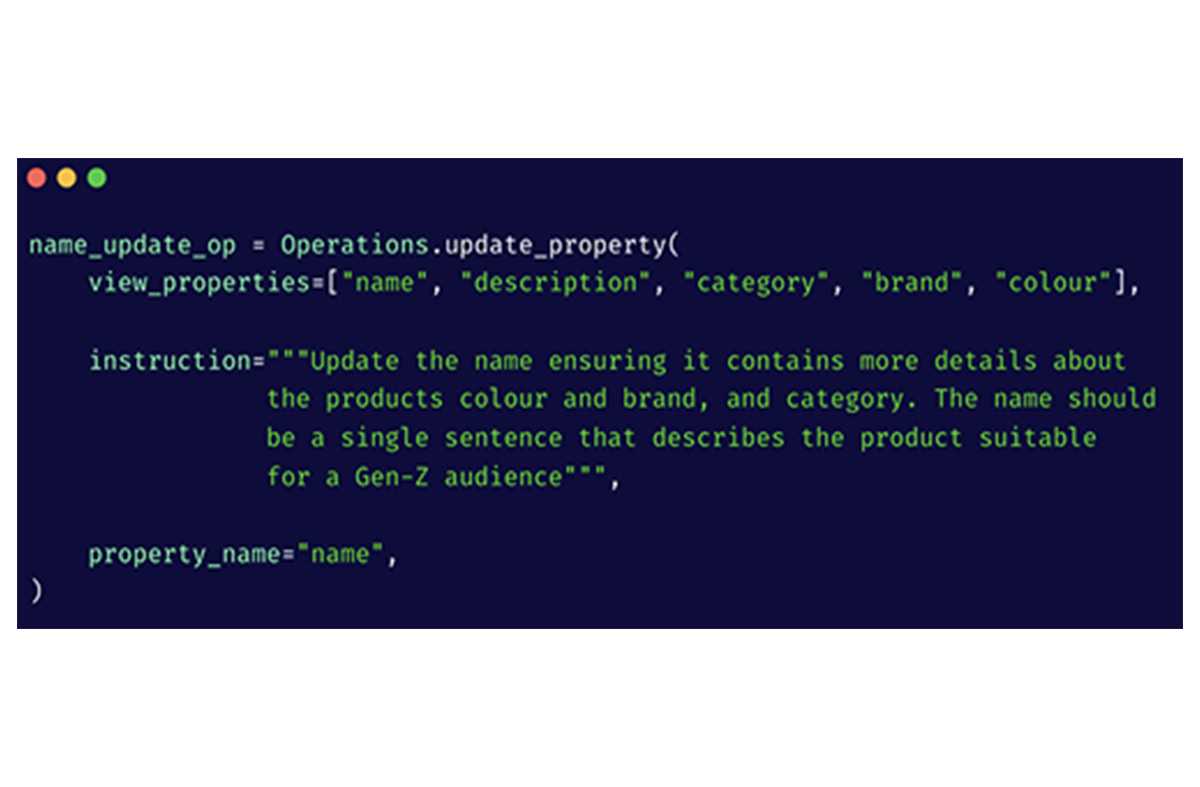 name_update_op = Operations.update_property(
    view_properties=["name", "description", "category", "brand", "colour"],
    instruction="""Update the name ensuring it contains more details about
                the products colour and brand, and category. The name should
                be a single sentence that describes the product suitable
                for a Gen-Z audience""",
    property_name="name",
)